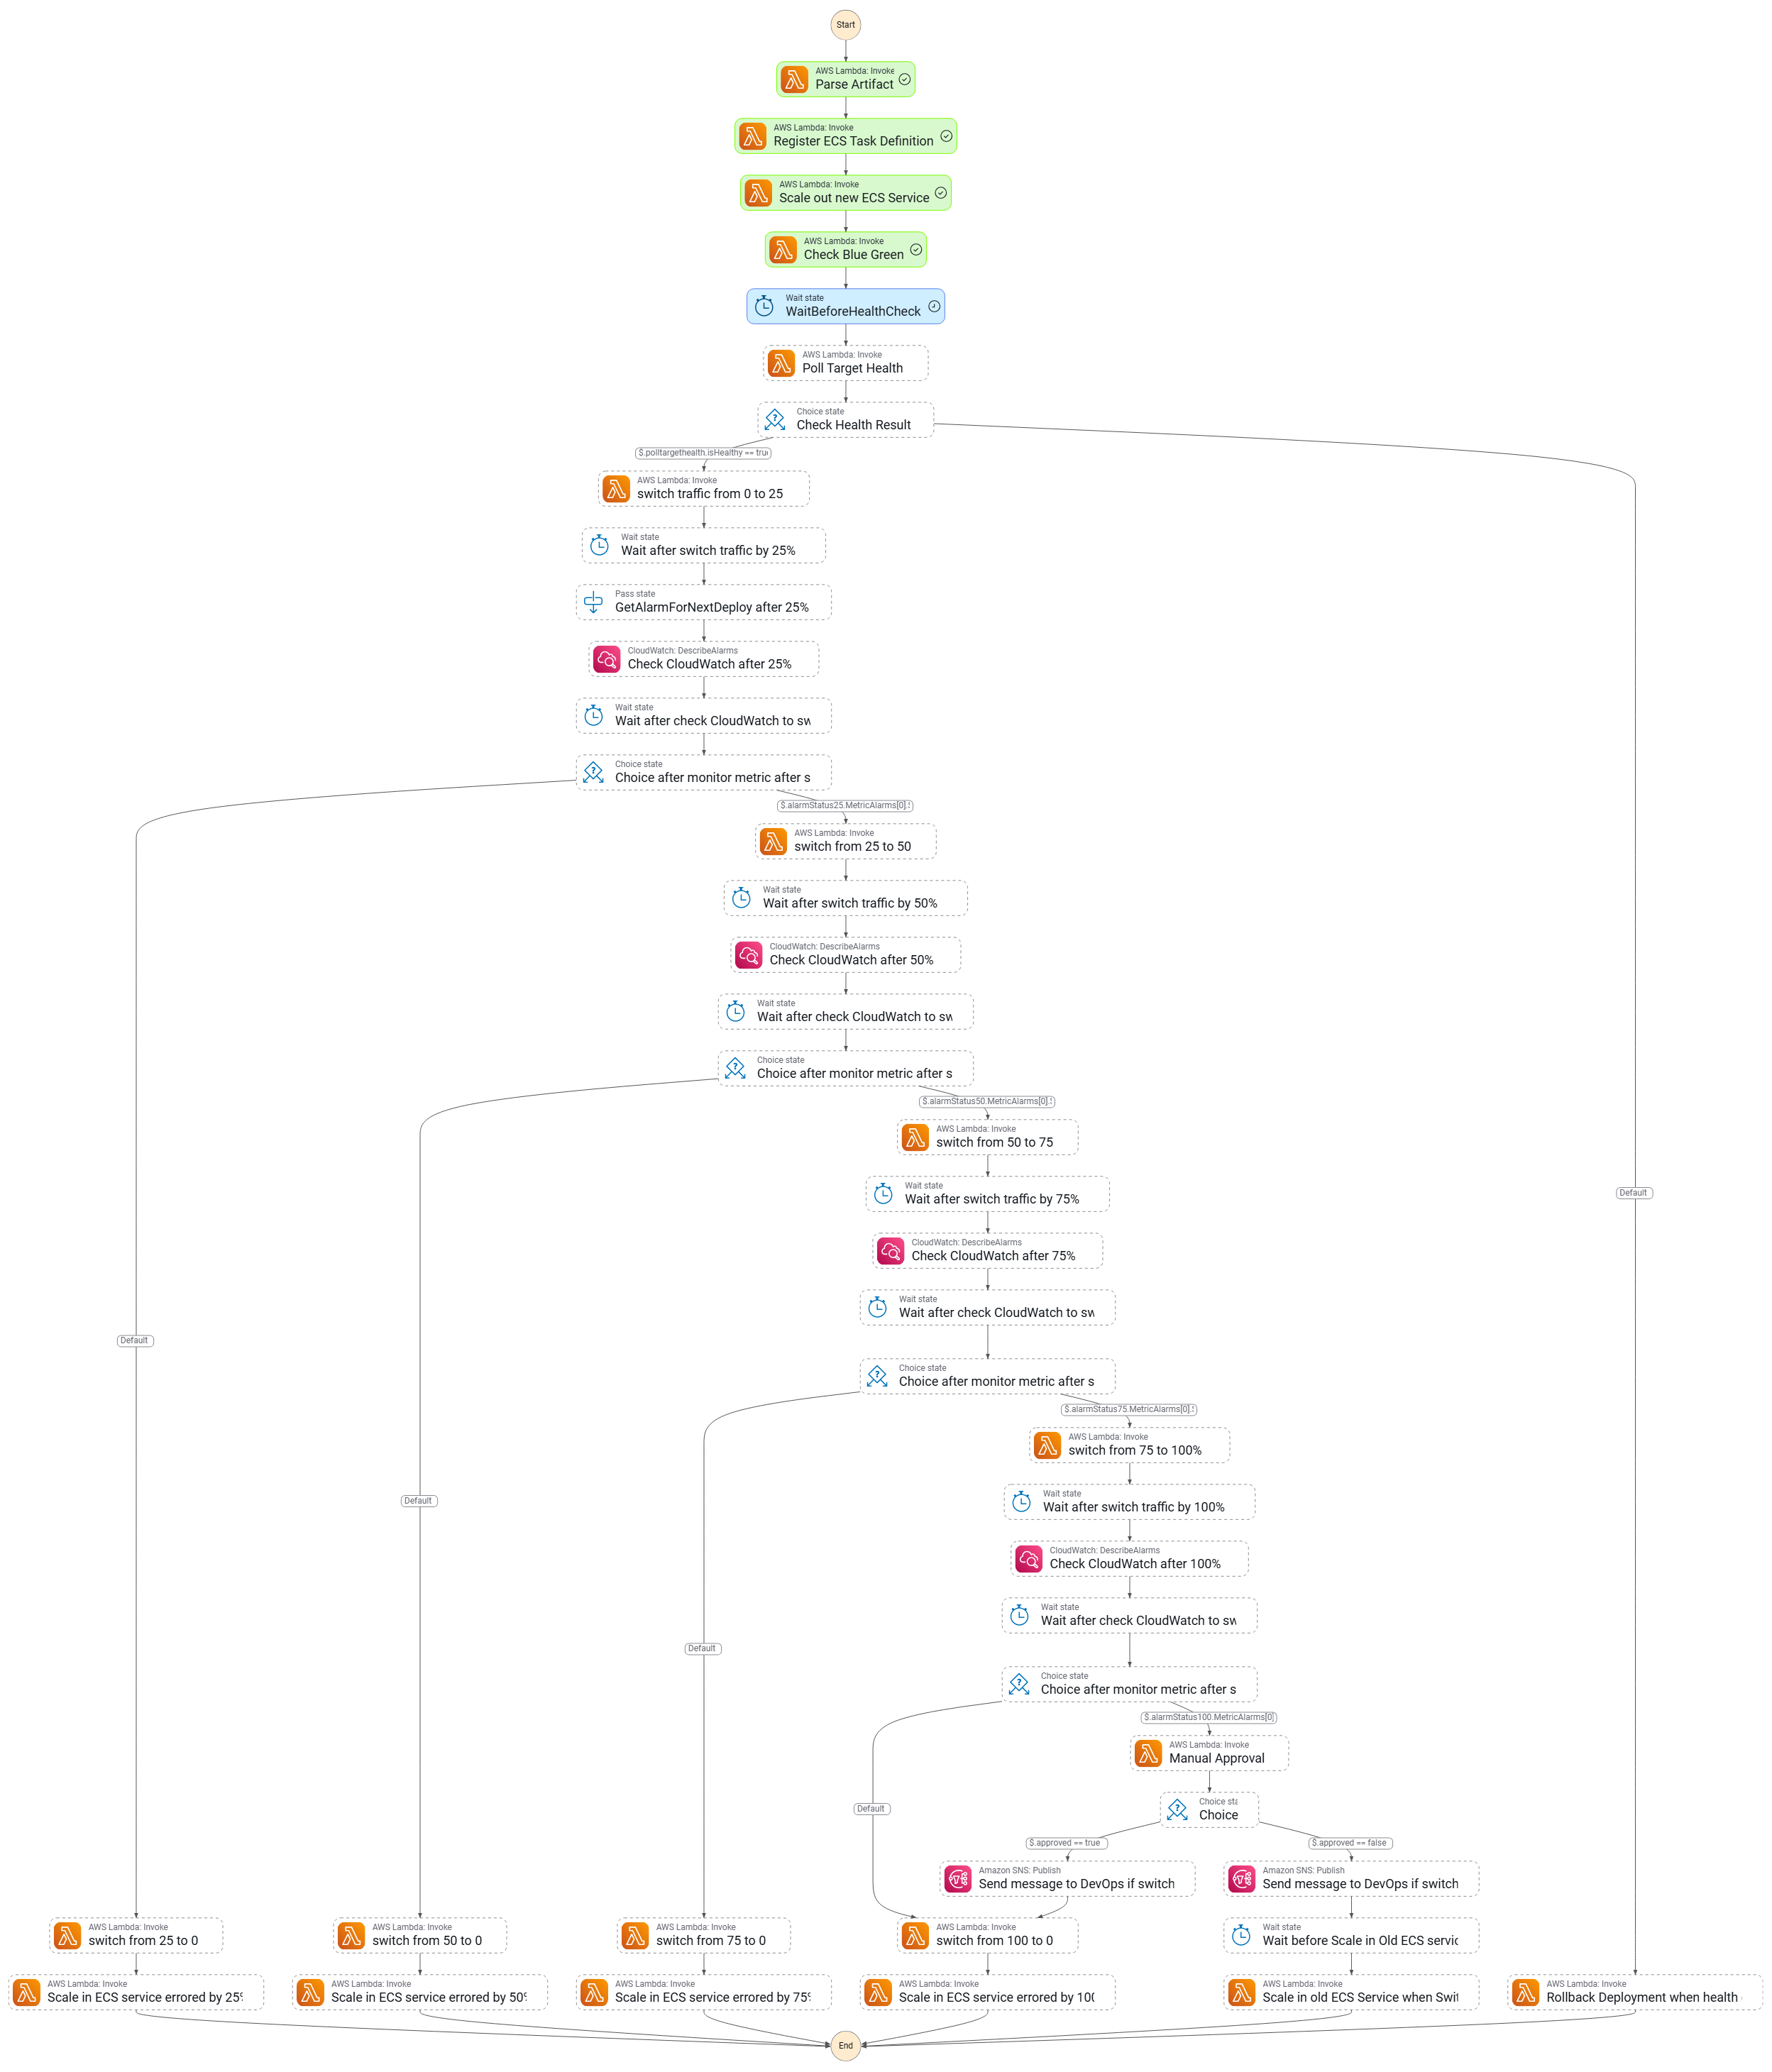 Start
AWS Lambda: Invoke
Parse Artifact
AWS Lambda: Invoke
Register ECS Task Definition
AWS Lambda: Invoke
Scale out new ECS Service
AWS Lambda: Invoke
Check Blue Green
Wait state
WaitBeforeHealthCheck
AWS Lambda: Invoke
Poll Target Health
Choice state
Check Health Result
$.polltargethealth.isHealthy == true
AWS Lambda: Invoke
switch traffic from 0 to 25
Wait state
Wait after switch traffic by 25%
Pass state
GetAlarmForNextDeploy after 25%
CloudWatch: DescribeAlarms
Check CloudWatch after 25%
Wait state
Wait after check CloudWatch to sw
Choice state
Choice after monitor metric after s
$.alarmStatus25.MetricAlarms[0].
AWS Lambda: Invoke
switch from 25 to 50
Wait state
Wait after switch traffic by 50%
CloudWatch: DescribeAlarms
Check CloudWatch after 50%
Wait state
Wait after check CloudWatch to sw
Choice state
Choice after monitor metric after s
$.alarmStatus50.MetricAlarms[0].
AWS Lambda: Invoke
switch from 50 to 75
Wait state
Wait after switch traffic by 75%
Default
CloudWatch: DescribeAlarms
Check CloudWatch after 75%
Wait state
Wait after check CloudWatch to sw
Default
Choice state
Choice after monitor metric after s
$.alarmStatus75.MetricAlarms[0].
AWS Lambda: Invoke
switch from 75 to 100%
Default
Wait state
Wait after switch traffic by 100%
CloudWatch: DescribeAlarms
Check CloudWatch after 100%
Wait state
Wait after check CloudWatch to sw
Default
Choice state
Choice after monitor metric after s
$.alarmStatus100.MetricAlarms[0]
AWS Lambda: Invoke
Manual Approval
Default
Choice sta
Choice
$.approved == true
$.approved == false
Amazon SNS: Publish
Send message to DevOps if switch
Amazon SNS: Publish
Send message to DevOps if switch
AWS Lambda: Invoke
switch from 25 to 0
AWS Lambda: Invoke
switch from 50 to 0
AWS Lambda: Invoke
switch from 75 to 0
AWS Lambda: Invoke
switch from 100 to 0
Wait state
Wait before Scale in Old ECS servic
AWS Lambda: Invoke
Scale in ECS service errored by 25%
AWS Lambda: Invoke
Scale in ECS service errored by 50%
AWS Lambda: Invoke
Scale in ECS service errored by 75%
AWS Lambda: Invoke
Scale in ECS service errored by 100
AWS Lambda: Invoke
Scale in old ECS Service when Swit
AWS Lambda: Invoke
Rollback Deployment when health
End